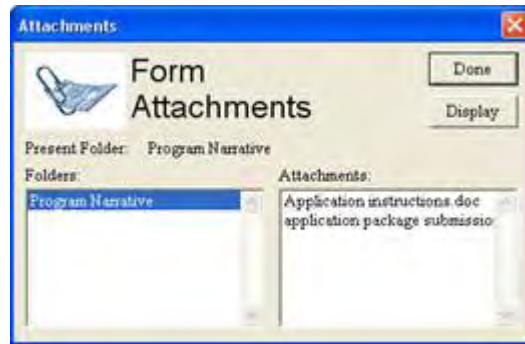 Attachments
Form
Attachments
Done
Display
Present Folder: Program Narrative
Folders:
Attachments:
Program Narrative
Application instructions.doc
application package submissio